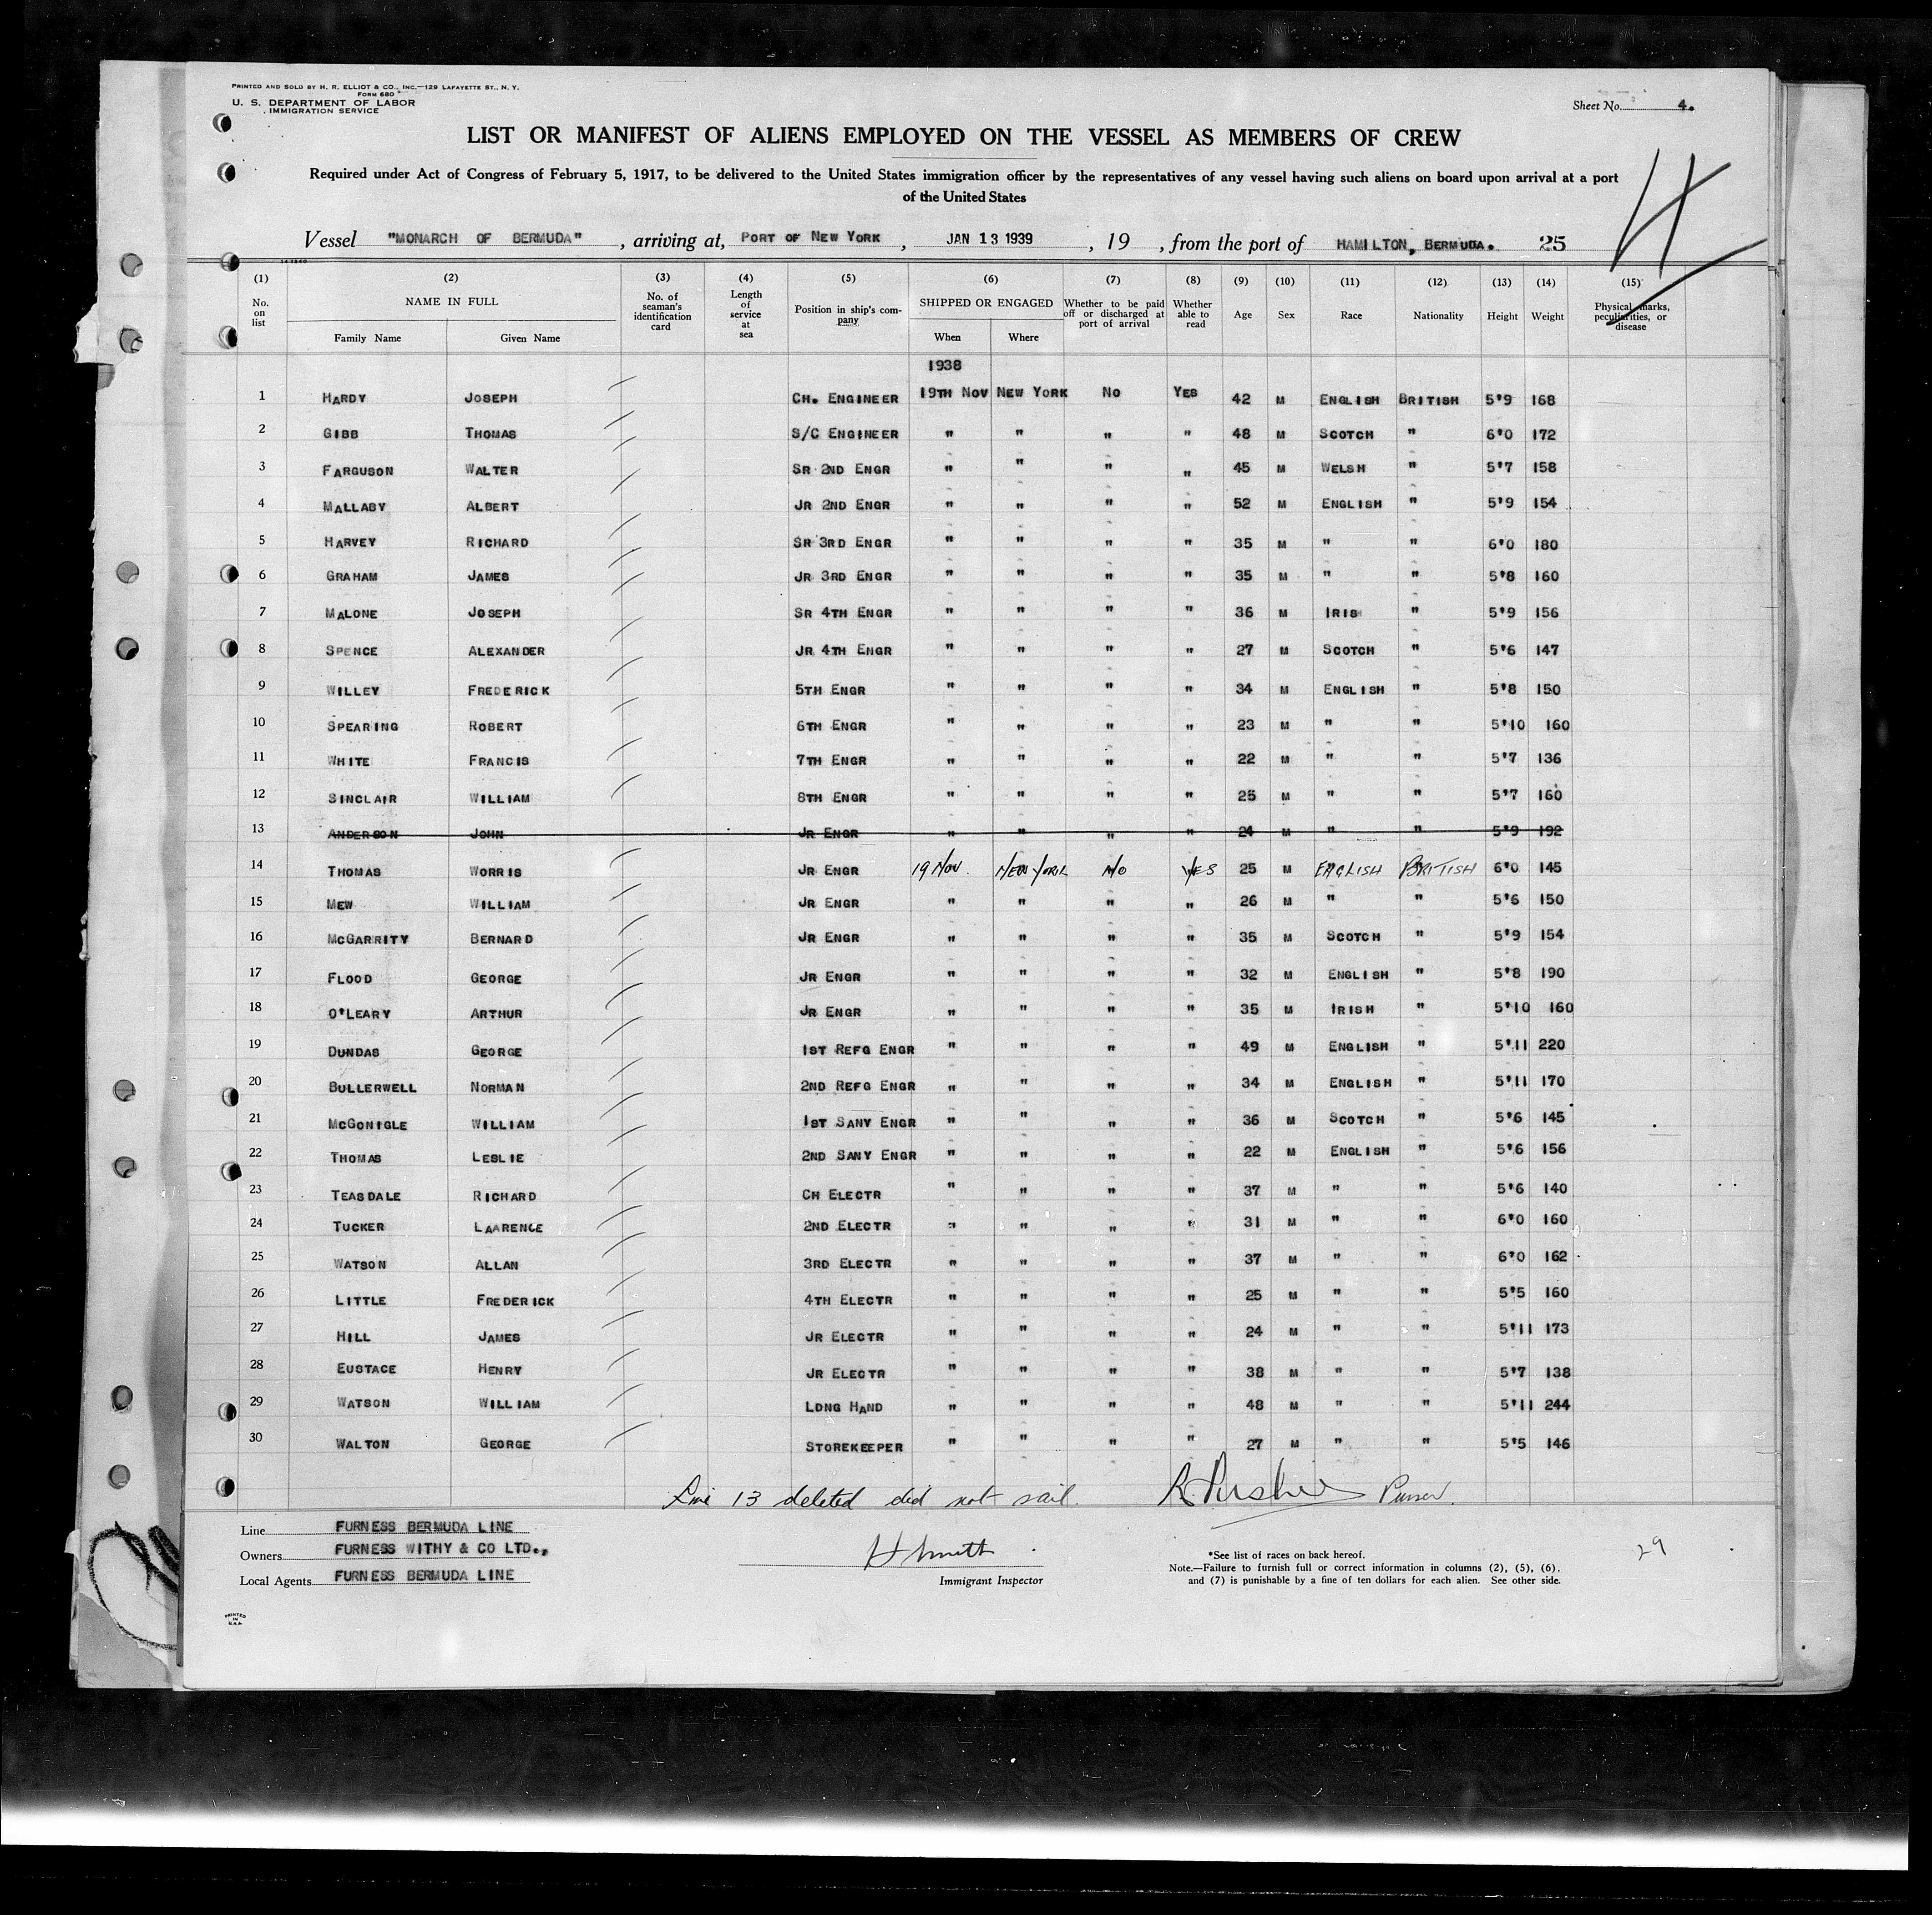 PRINTED AND SOLD BY H. R. ELLIOT & CO., INC.—129 LAFAYETTE ST., N. Y.
FORM 680
U. S. DEPARTMENT OF LABOR
IMMIGRATION SERVICE
Sheet No. 4.
LIST OR MANIFEST OF ALIENS EMPLOYED ON THE VESSEL AS MEMBERS OF CREW
Required under Act of Congress of February 5, 1917, to be delivered to the United States immigration officer by the representatives of any vessel having such aliens on board upon arrival at a port
of the United States
Vessel "MONARCH OF BERMUDA", arriving at, PORT OF NEW YORK, JAN 13 1939, 19 , from the port of HAMILTON, BERMUDA. 25
(1) (2) (3) (4) (5) (6) (7) (8) (9) (10) (11) (12) (13) (14) (15)
No. on list NAME IN FULL Family Name Given Name No. of seaman's identification card Length of service at sea Position in ship's company SHIPPED OR ENGAGED When Where Whether to be paid off or discharged at port of arrival Whether able to read Age Sex Race Nationality Height Weight Physical marks, peculiarities, or disease
1938
1 HARDY JOSEPH CH. ENGINEER 19TH NOV NEW YORK NO YES 42 M ENGLISH BRITISH 5'9 168
2 GIBB THOMAS S/C ENGINEER " " " " 48 M SCOTCH " 6'0 172
3 FARGUSON WALTER SR 2ND ENGR " " " " 45 M WELSH " 5'7 158
4 MALLABY ALBERT JR 2ND ENGR " " " " 52 M ENGLISH " 5'9 154
5 HARVEY RICHARD SR 3RD ENGR " " " " 35 M " " 6'0 180
6 GRAHAM JAMES JR 3RD ENGR " " " " 35 M " " 5'8 160
7 MALONE JOSEPH SR 4TH ENGR " " " " 36 M IRISH " 5'9 156
8 SPENCE ALEXANDER JR 4TH ENGR " " " " 27 M SCOTCH " 5'6 147
9 WILLEY FREDERICK 5TH ENGR " " " " 34 M ENGLISH " 5'8 150
10 SPEARING ROBERT 6TH ENGR " " " " 23 M " " 5'10 160
11 WHITE FRANCIS 7TH ENGR " " " " 22 M " " 5'7 136
12 SINCLAIR WILLIAM 8TH ENGR " " " " 25 M " " 5'7 160
13 ANDERSON JOHN JR ENGR " " " " 24 M " " 5'9 192
14 THOMAS WORRIS JR ENGR 19 Nov. NEW YORK NO YES 25 M ENGLISH BRITISH 6'0 145
15 MEW WILLIAM JR ENGR " " " " 26 M " " 5'6 150
16 MCGARRITY BERNARD JR ENGR " " " " 35 M SCOTCH " 5'9 154
17 FLOOD GEORGE JR ENGR " " " " 32 M ENGLISH " 5'8 190
18 O'LEARY ARTHUR JR ENGR " " " " 35 M IRISH " 5'10 160
19 DUNDAS GEORGE 1ST REFG ENGR " " " " 49 M ENGLISH " 5'11 220
20 BULLERWELL NORMAN 2ND REFG ENGR " " " " 34 M ENGLISH " 5'11 170
21 MCGONIGLE WILLIAM 1ST SANY ENGR " " " " 36 M SCOTCH " 5'6 145
22 THOMAS LESLIE 2ND SANY ENGR " " " " 22 M ENGLISH " 5'6 156
23 TEASDALE RICHARD CH ELECTR " " " " 37 M " " 5'6 140
24 TUCKER LAARENCE 2ND ELECTR " " " " 31 M " " 6'0 160
25 WATSON ALLAN 3RD ELECTR " " " " 37 M " " 6'0 162
26 LITTLE FREDERICK 4TH ELECTR " " " " 25 M " " 5'5 160
27 HILL JAMES JR ELECTR " " " " 24 M " " 5'11 173
28 EUSTACE HENRY JR ELECTR " " " " 38 M " " 5'7 138
29 WATSON WILLIAM LDNG HAND " " " " 48 M " " 5'11 244
30 WALTON GEORGE STOREKEEPER " " " " 27 M " " 5'5 146
Line 13 deleted did not sail. Purser.
Line FURNESS BERMUDA LINE
Owners FURNESS WITHY & CO LTD.,
Local Agents FURNESS BERMUDA LINE
H Smith
Immigrant Inspector
*See list of races on back hereof.
Note.—Failure to furnish full or correct information in columns (2), (5), (6),
and (7) is punishable by a fine of ten dollars for each alien. See other side.
29
PRINTED
IN
U.S.A.